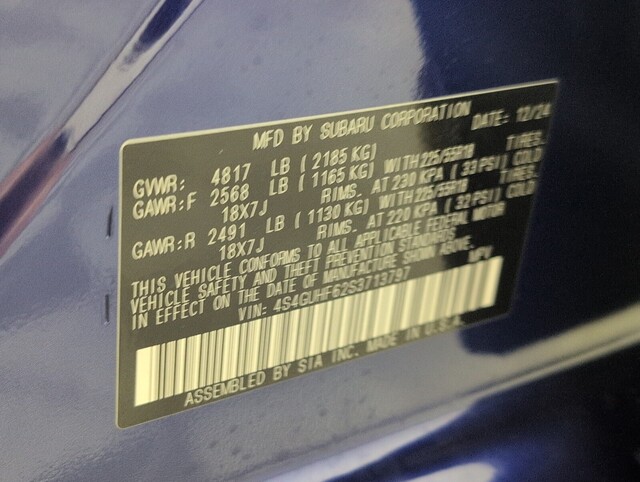 MFD BY SUBARU CORPORATION DATE: 12/24
GVWR: 4817 LB (2185 KG)
GAWR:F 2568 LB (1165 KG) WITH 225/55R18 TIRES.
18X7J RIMS. AT 230 KPA (33 PSI) COLD
GAWR:R 2491 LB (1130 KG) WITH 225/55R18 TIRES.
18X7J RIMS. AT 220 KPA (32 PSI) COLD
THIS VEHICLE CONFORMS TO ALL APPLICABLE FEDERAL MOTOR
VEHICLE SAFETY AND THEFT PREVENTION STANDARDS
IN EFFECT ON THE DATE OF MANUFACTURE SHOWN ABOVE.
VIN: 4S4GUHF62S3713797 MPV
ASSEMBLED BY SIA INC. MADE IN U.S.A.